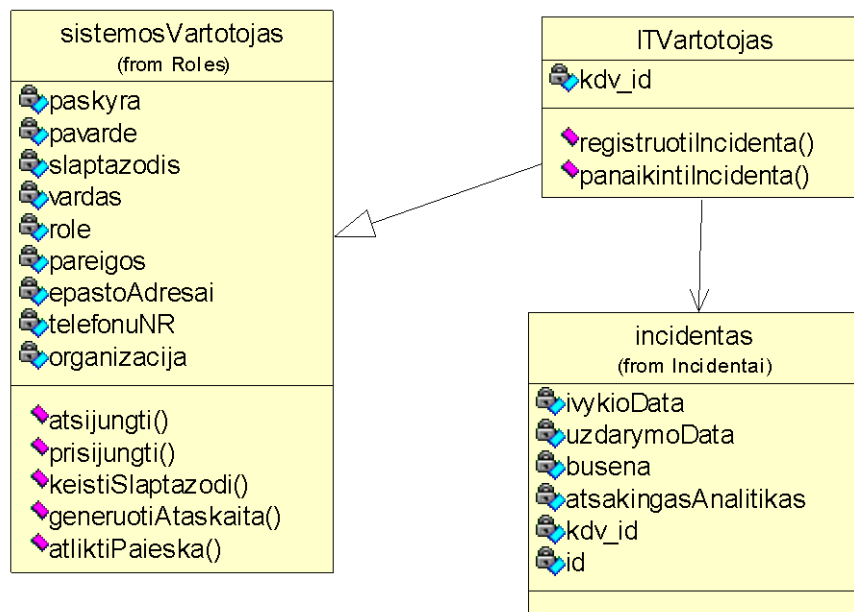 sistemosVartotojas
(from Roles)
paskyra
pavarde
slaptazodis
vardas
role
pareigos
epastoAdresai
telefonuNR
organizacija
atsijungti()
prisijungti()
keistiSlaptazodi()
generuotiAtaskaita()
atliktiPaieska()
ITVartotojas
kdv_id
registruotiIncidenta()
panaikintiIncidenta()
incidentas
(from Incidentai)
ivykioData
uzdarymoData
busena
atsakingasAnalitikas
kdv_id
id